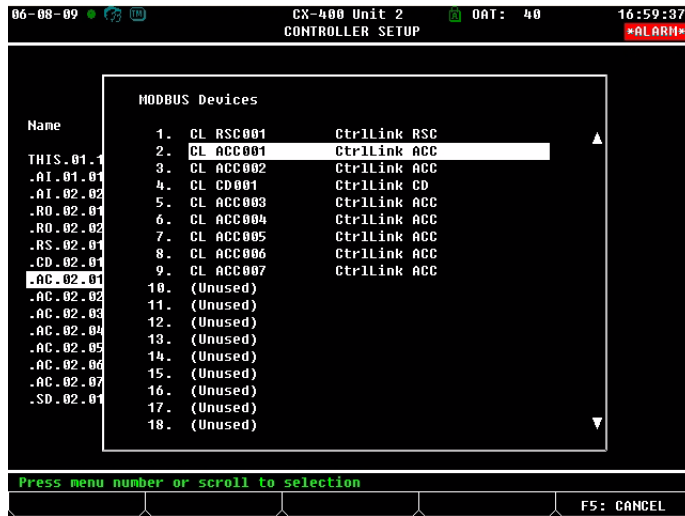 06-08-09 TM CX-400 Unit 2 OAT: 40 16:59:37
CONTROLLER SETUP *ALARM*
MODBUS Devices
Name
1. CL RSC001 CtrlLink RSC
2. CL ACC001 CtrlLink ACC
3. CL ACC002 CtrlLink ACC
4. CL CD001 CtrlLink CD
5. CL ACC003 CtrlLink ACC
6. CL ACC004 CtrlLink ACC
7. CL ACC005 CtrlLink ACC
8. CL ACC006 CtrlLink ACC
9. CL ACC007 CtrlLink ACC
10. (Unused)
11. (Unused)
12. (Unused)
13. (Unused)
14. (Unused)
15. (Unused)
16. (Unused)
17. (Unused)
18. (Unused)
THIS.01.1
.AI.01.01
.AI.02.02
.RO.02.01
.RO.02.02
.RS.02.01
.CD.02.01
.AC.02.01
.AC.02.02
.AC.02.03
.AC.02.04
.AC.02.05
.AC.02.06
.AC.02.07
.SD.02.01
Press menu number or scroll to selection
F5: CANCEL